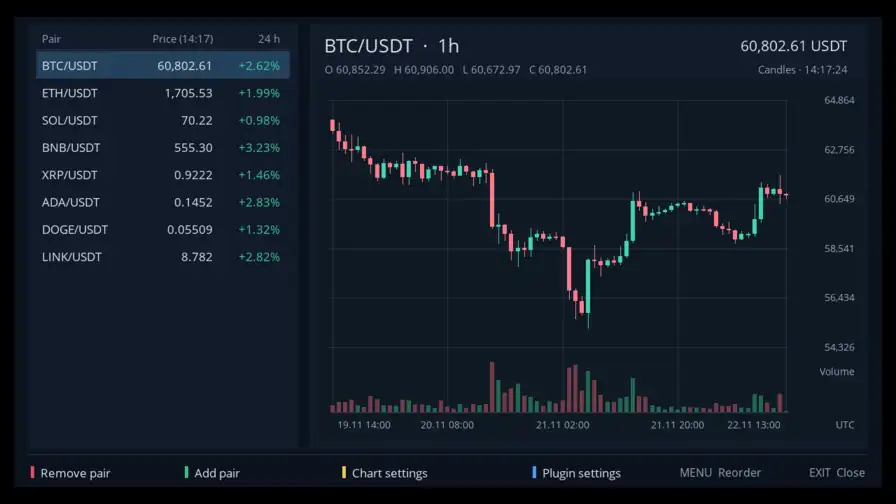 Pair Price (14:17) 24 h
BTC/USDT 60,802.61 +2.62%
ETH/USDT 1,705.53 +1.99%
SOL/USDT 70.22 +0.98%
BNB/USDT 555.30 +3.23%
XRP/USDT 0.9222 +1.46%
ADA/USDT 0.1452 +2.83%
DOGE/USDT 0.05509 +1.32%
LINK/USDT 8.782 +2.82%
BTC/USDT · 1h 60,802.61 USDT
O 60,852.29 H 60,906.00 L 60,672.97 C 60,802.61 Candles · 14:17:24
64.864
62.756
60.649
58.541
56.434
54.326
Volume
19.11 14:00 20.11 08:00 21.11 02:00 21.11 20:00 22.11 13:00 UTC
Remove pair Add pair Chart settings Plugin settings MENU Reorder EXIT Close